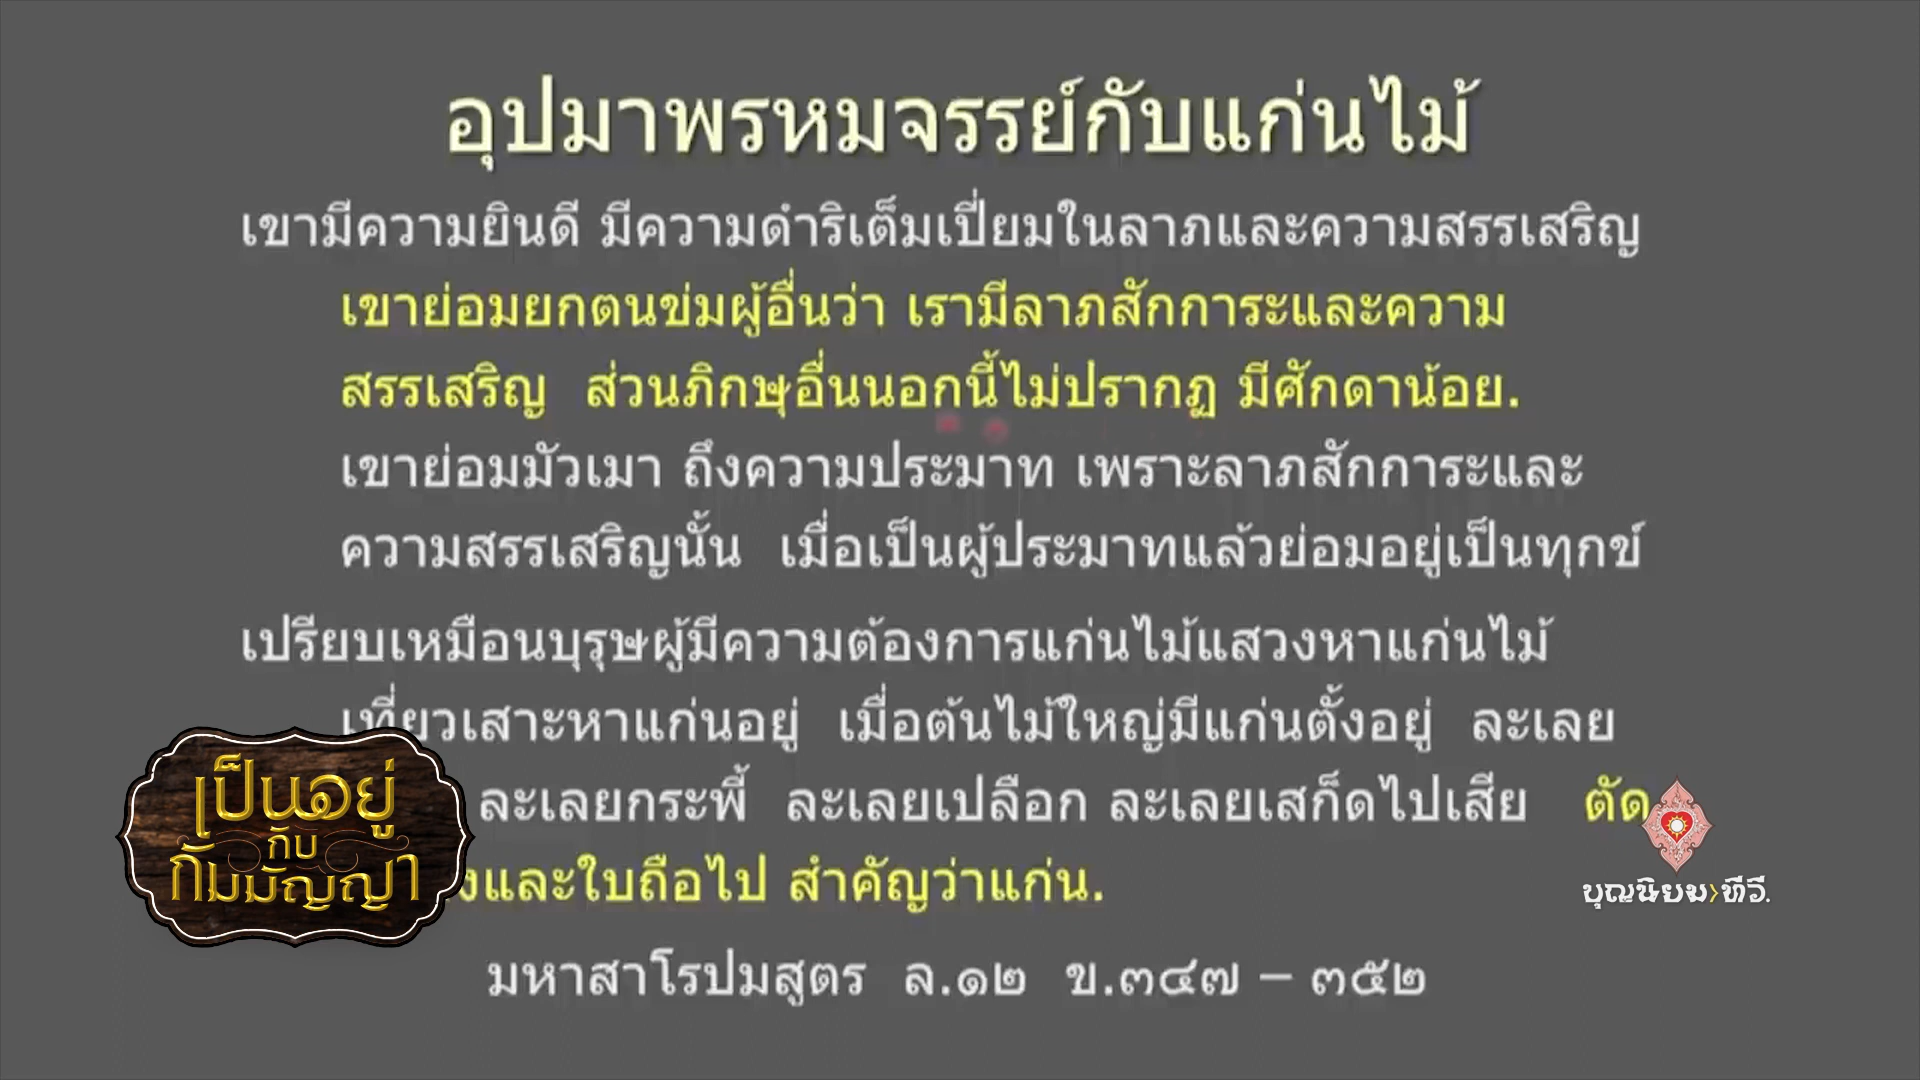 อุปมาพรหมจรรย์กับแก่นไม้
เขามีความยินดี มีความดำริเต็มเปี่ยมในลาภและความสรรเสริญ
เขาย่อมยกตนข่มผู้อื่นว่า เรามีลาภสักการะและความ
สรรเสริญ ส่วนภิกษุอื่นนอกนี้ไม่ปรากฏ มีศักดาน้อย.
เขาย่อมมัวเมา ถึงความประมาท เพราะลาภสักการะและ
ความสรรเสริญนั้น เมื่อเป็นผู้ประมาทแล้วย่อมอยู่เป็นทุกข์
เปรียบเหมือนบุรุษผู้มีความต้องการแก่นไม้แสวงหาแก่นไม้
เที่ยวเสาะหาแก่นอยู่ เมื่อต้นไม้ใหญ่มีแก่นตั้งอยู่ ละเลย
ละเลยกระพี้ ละเลยเปลือก ละเลยเสก็ดไปเสีย ตัด
และใบถือไป สำคัญว่าแก่น.
มหาสาโรปมสูตร ล.๑๒ ข.๓๔๗ – ๓๕๒
เป็นอยู่
กับ
กัมมัญญา
บุญนิยม>ทีวี.